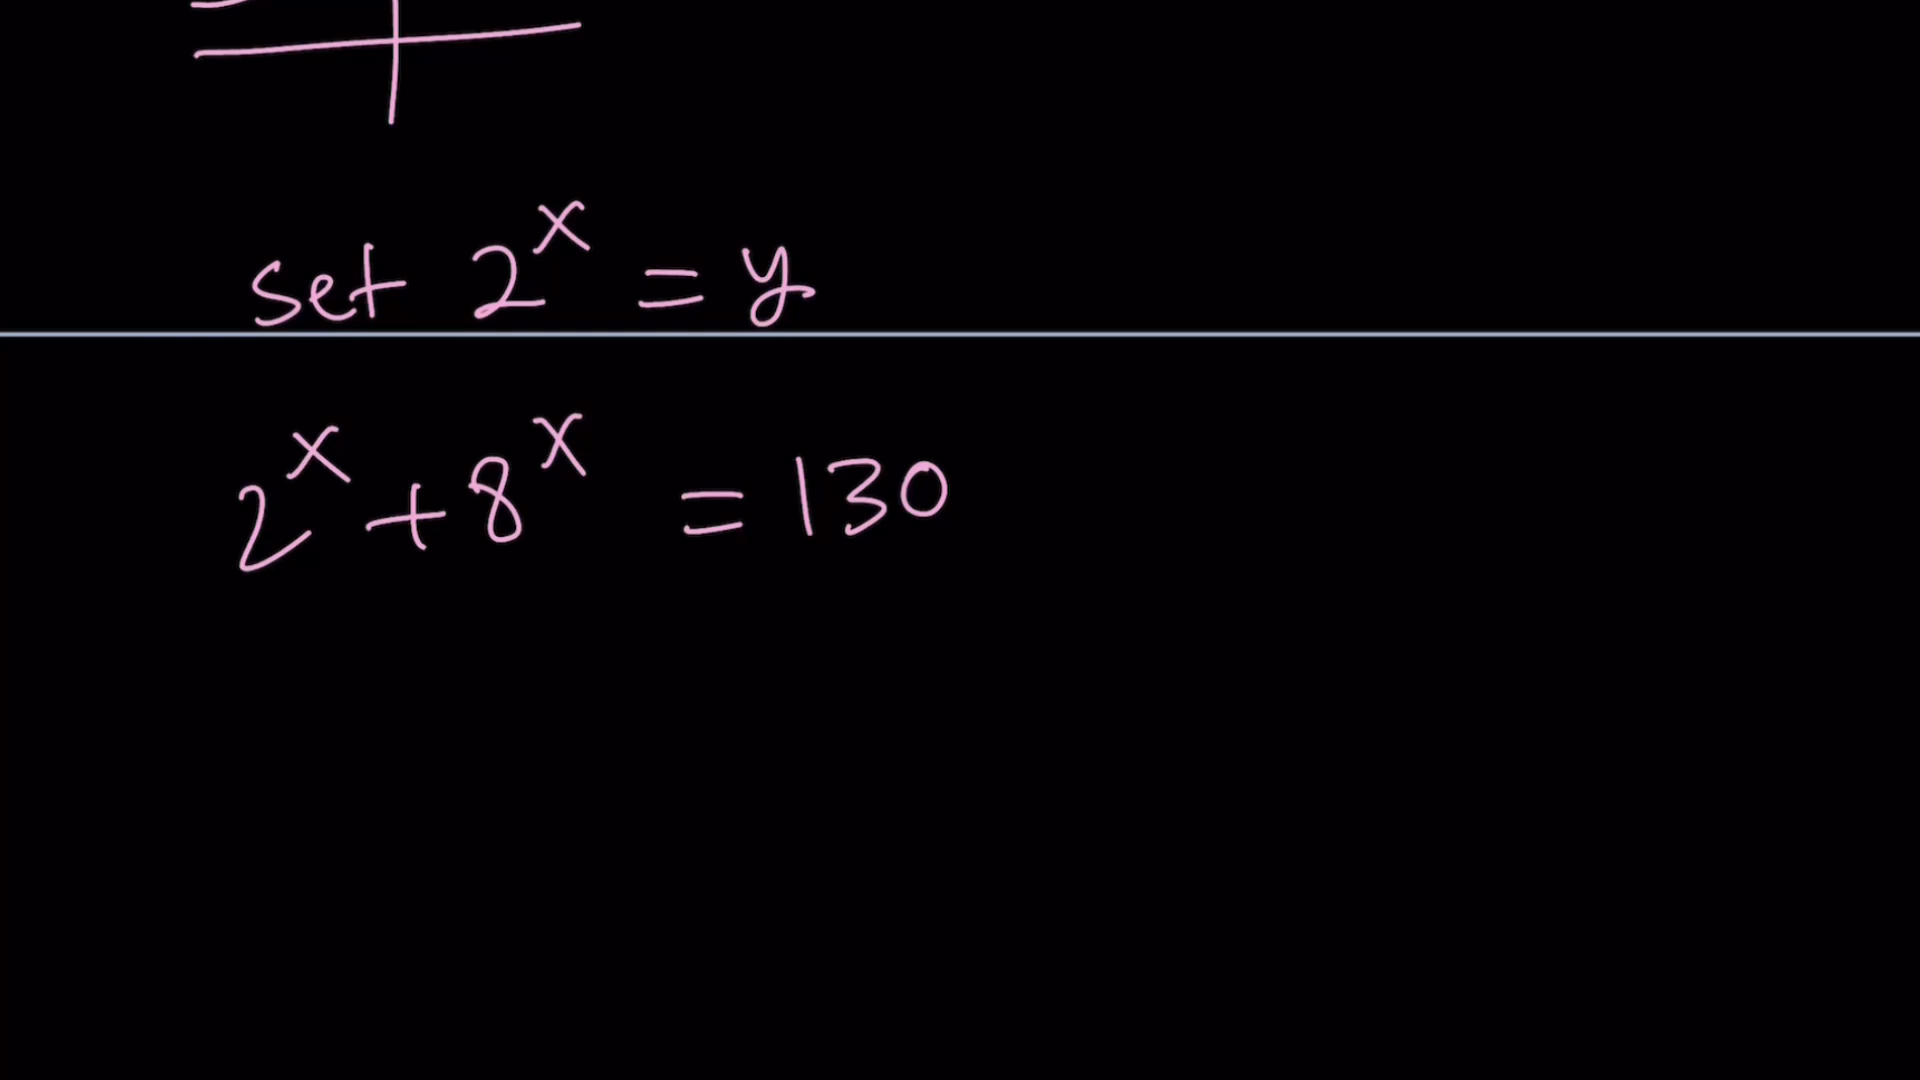 set 2^x = y
2^x + 8^x = 130